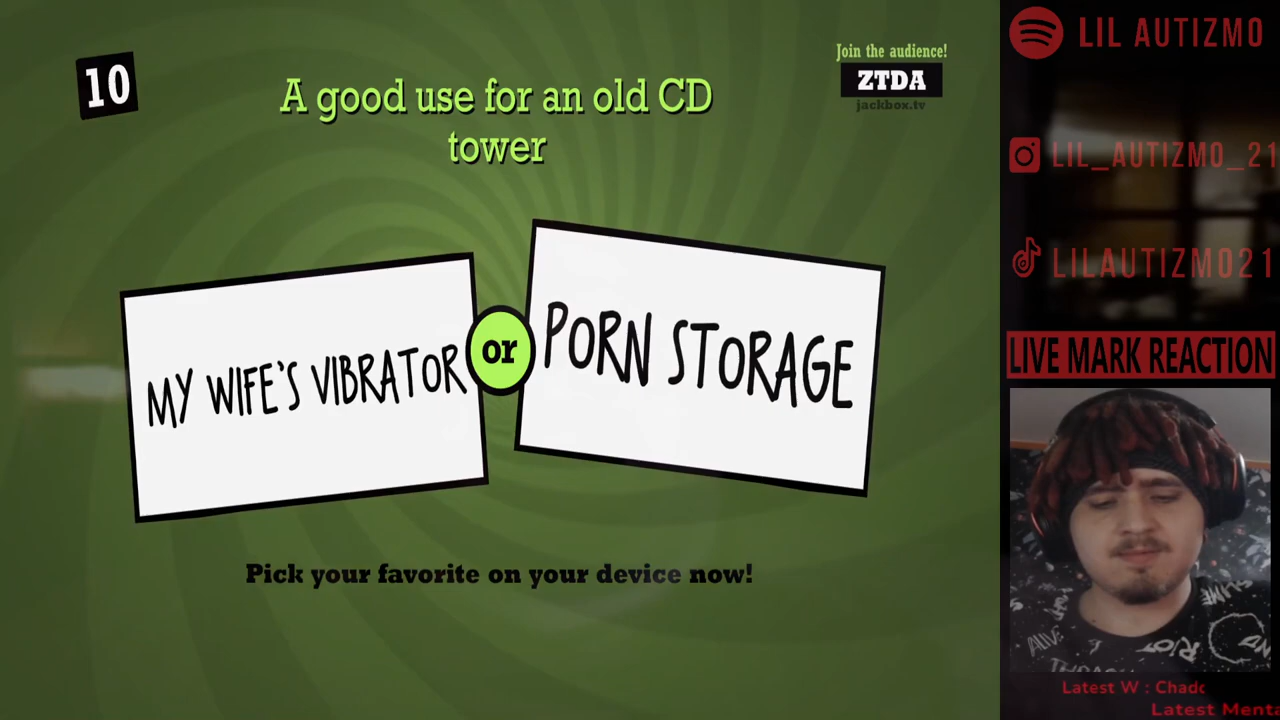 10
A good use for an old CD
tower
Join the audience!
ZTDA
jackbox.tv
MY WIFE'S VIBRATOR
or
PORN STORAGE
Pick your favorite on your device now!
LIL AUTIZMO
LIL_AUTIZMO_21
LILAUTIZMO21
LIVE MARK REACTION
ALIVE
RiOT
Latest W : Chadc
Latest Menta